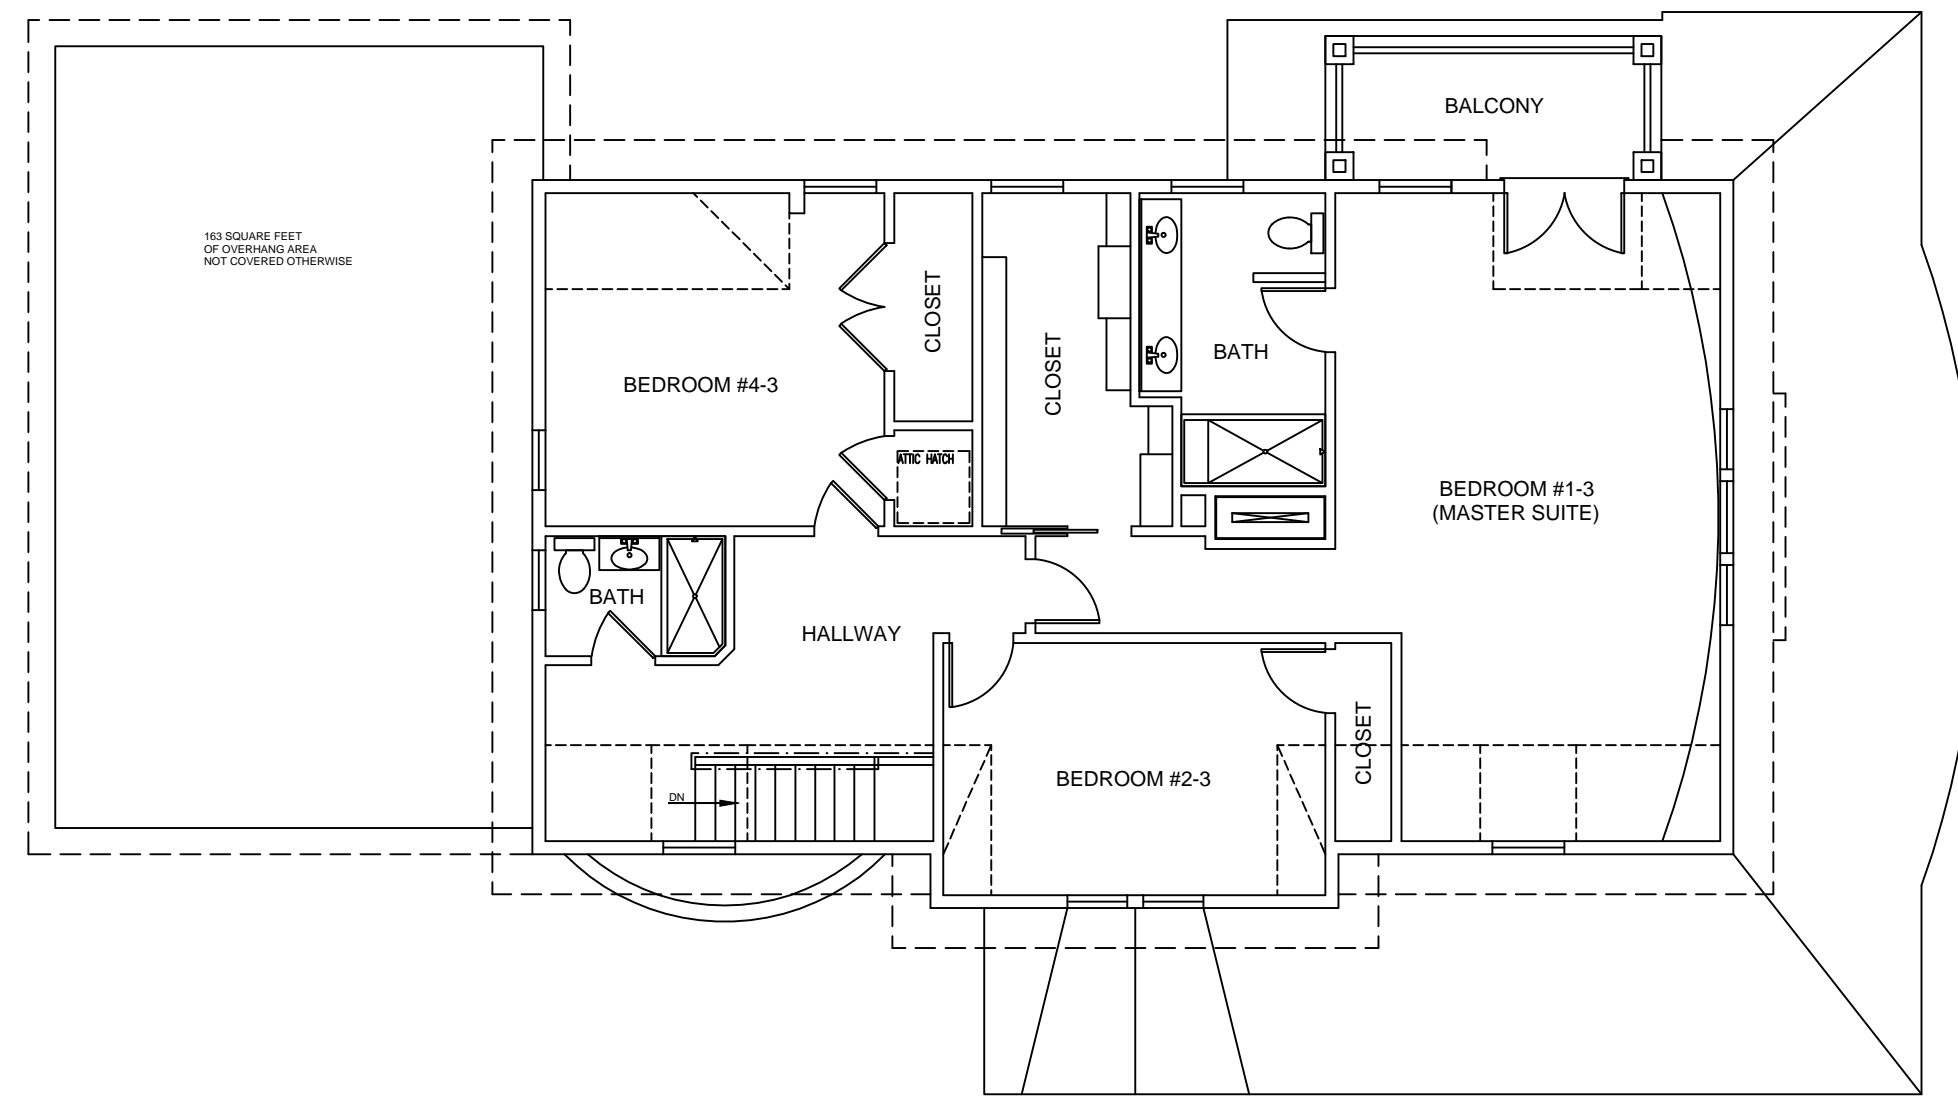 BALCONY
163 SQUARE FEET
OF OVERHANG AREA
NOT COVERED OTHERWISE
CLOSET
CLOSET
BATH
BEDROOM #4-3
ATTIC HATCH
BEDROOM #1-3
(MASTER SUITE)
BATH
HALLWAY
CLOSET
BEDROOM #2-3
DN